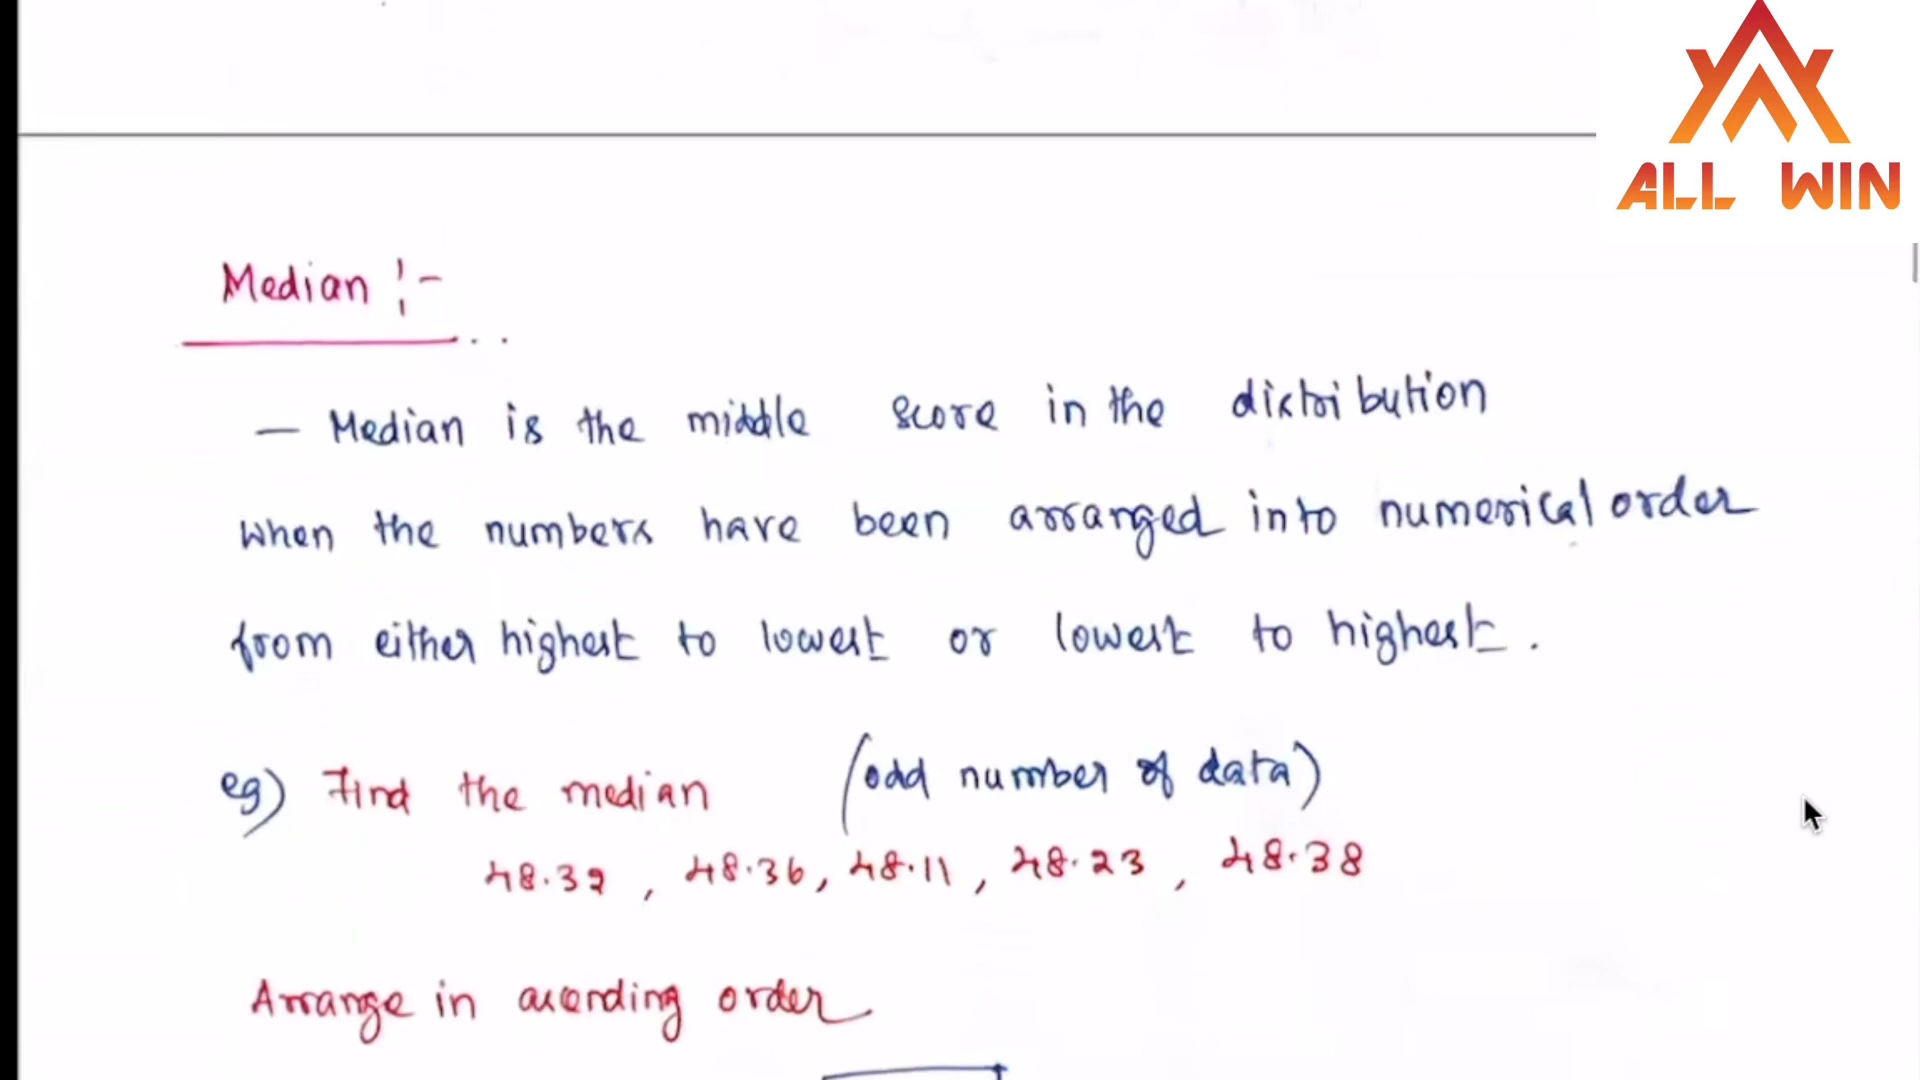 ALL WIN
Median :-
— Median is the middle score in the distribution
when the numbers have been arranged into numerical order
from either highest to lowest or lowest to highest.
eg) Find the median (odd number of data)
48.32, 48.36, 48.11, 48.23, 48.38
Arrange in ascending order